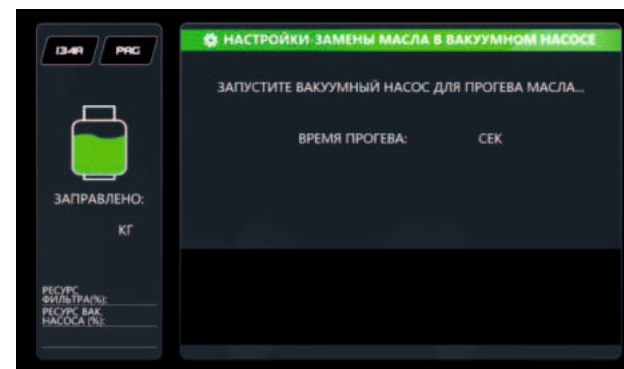 134A PAG
НАСТРОЙКИ-ЗАМЕНЫ МАСЛА В ВАКУУМНОМ НАСОСЕ
ЗАПУСТИТЕ ВАКУУМНЫЙ НАСОС ДЛЯ ПРОГЕВА МАСЛА...
ВРЕМЯ ПРОГЕВА: СЕК
ЗАПРАВЛЕНО:
КГ
РЕСУРС
ФИЛЬТРА(%):
РЕСУРС ВАК.
НАСОСА (%):